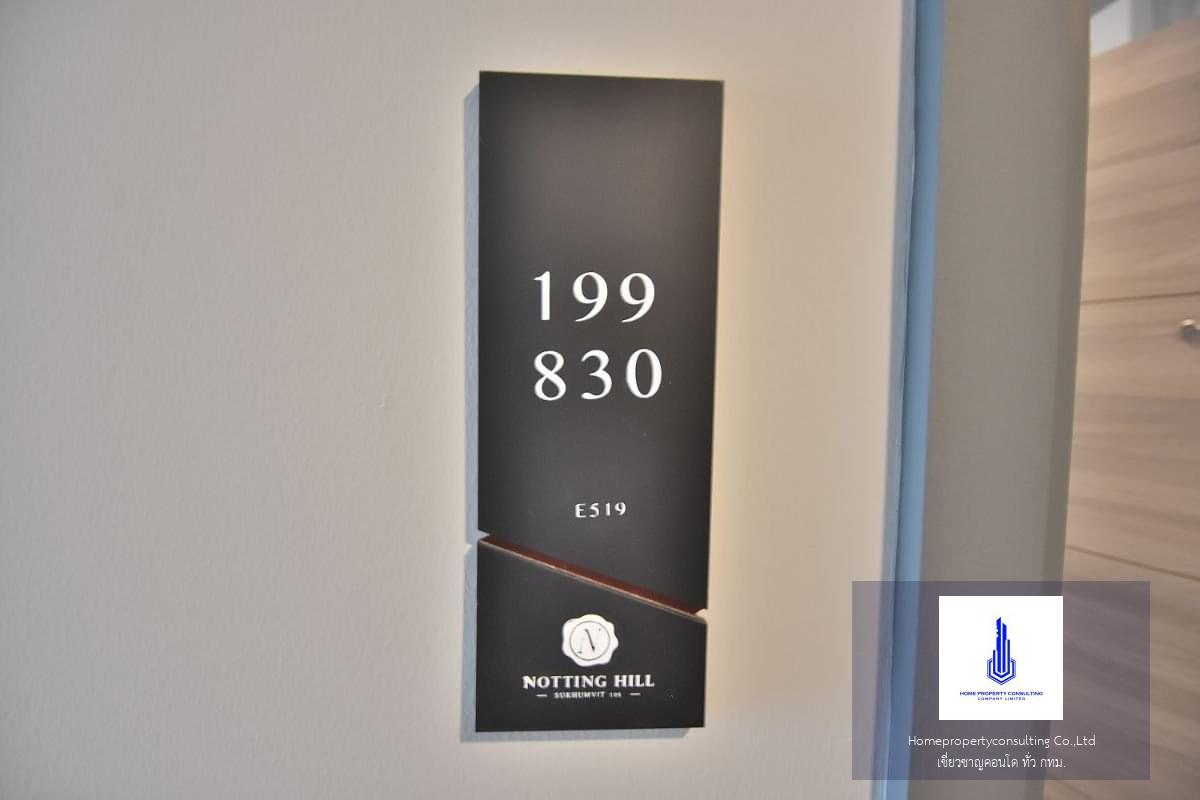 199
830
E519
N
NOTTING HILL
— SUKHUMVIT 105 —
HOME PROPERTY CONSULTING
COMPANY LIMITED
Homepropertyconsulting Co.,Ltd
เชี่ยวชาญคอนโด ทั่ว กทม.